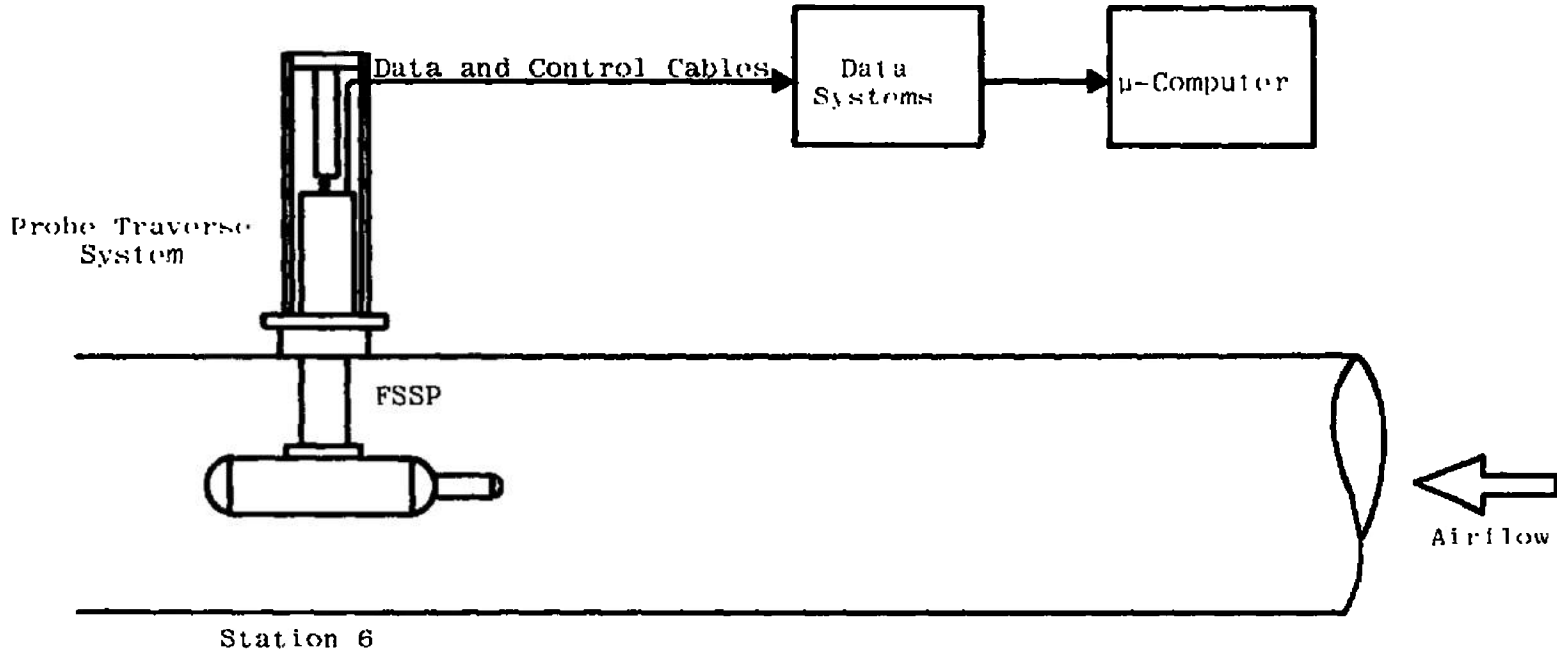 Data and Control Cables
Data
Systems
μ-Computer
Probe Traverse
System
FSSP
Airflow
Station 6